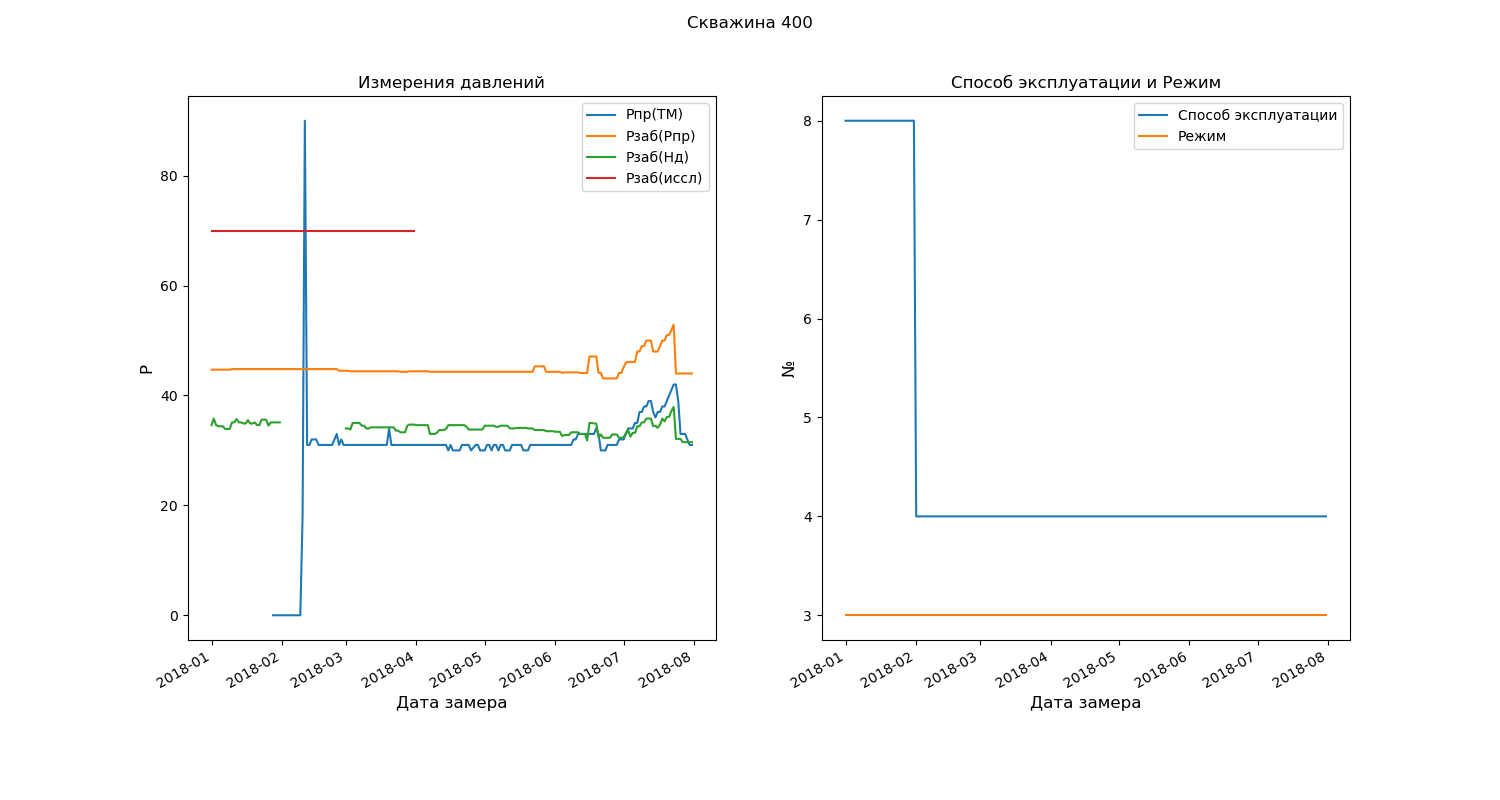 Скважина 400
Измерения давлений
Рпр(ТМ)
Рзаб(Рпр)
Рзаб(Нд)
Рзаб(иссл)
80
60
40
20
0
P
2018-01
2018-02
2018-03
2018-04
2018-05
2018-06
2018-07
2018-08
Дата замера
Способ эксплуатации и Режим
Способ эксплуатации
Режим
8
7
6
5
4
3
№
2018-01
2018-02
2018-03
2018-04
2018-05
2018-06
2018-07
2018-08
Дата замера